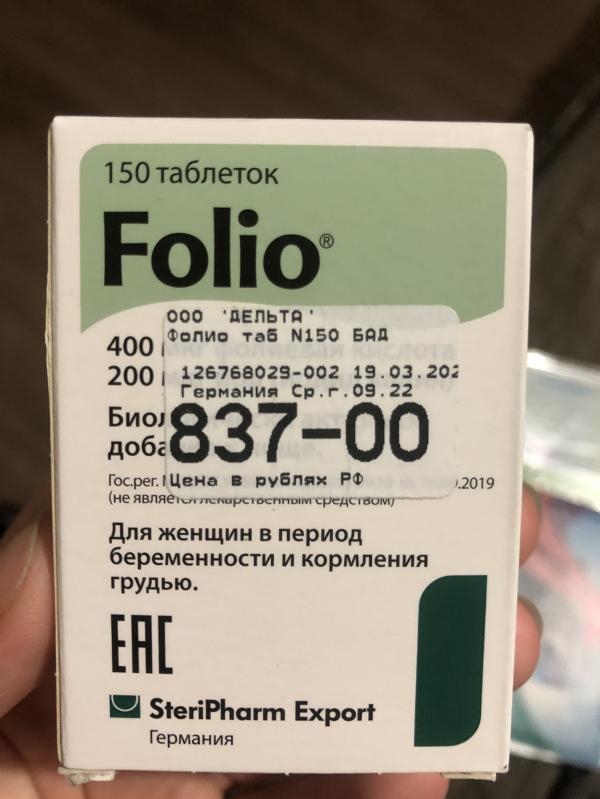 150 таблеток
Folio®
ООО 'ДЕЛЬТА'
Фолио таб N150 БАД
400
126768029-002 19.03.202
200
Германия Ср.г.09.22
837-00
Цена в рублях РФ
Гос.рег. .2019
(не является лекарственным средством)
Для женщин в период
беременности и кормления
грудью.
EAC
SteriPharm Export
Германия